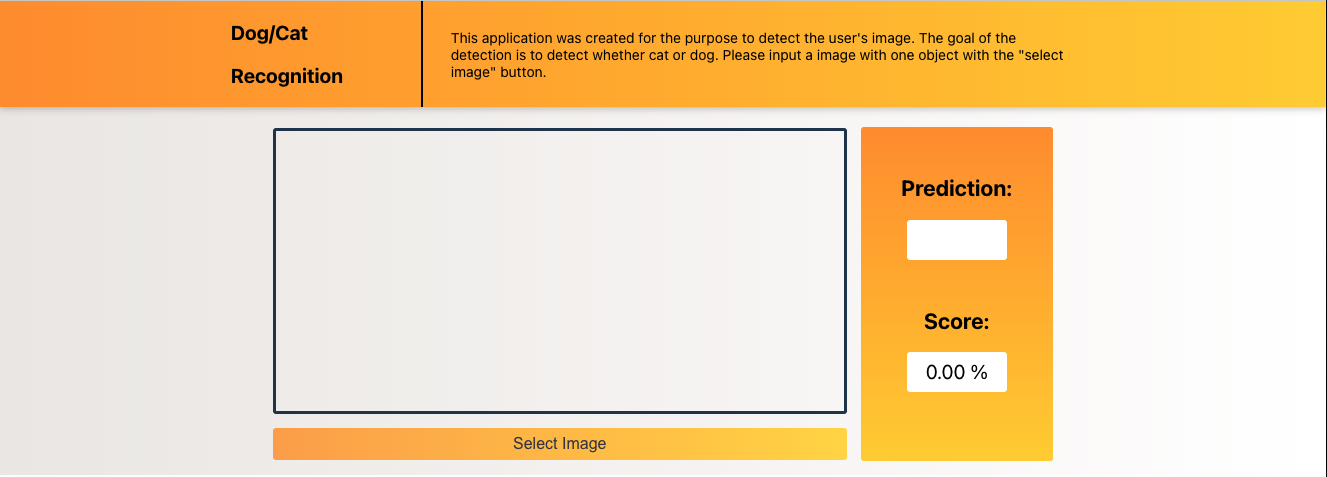 Dog/Cat
Recognition
This application was created for the purpose to detect the user's image. The goal of the
detection is to detect whether cat or dog. Please input a image with one object with the "select
image" button.
Prediction:
Score:
0.00 %
Select Image